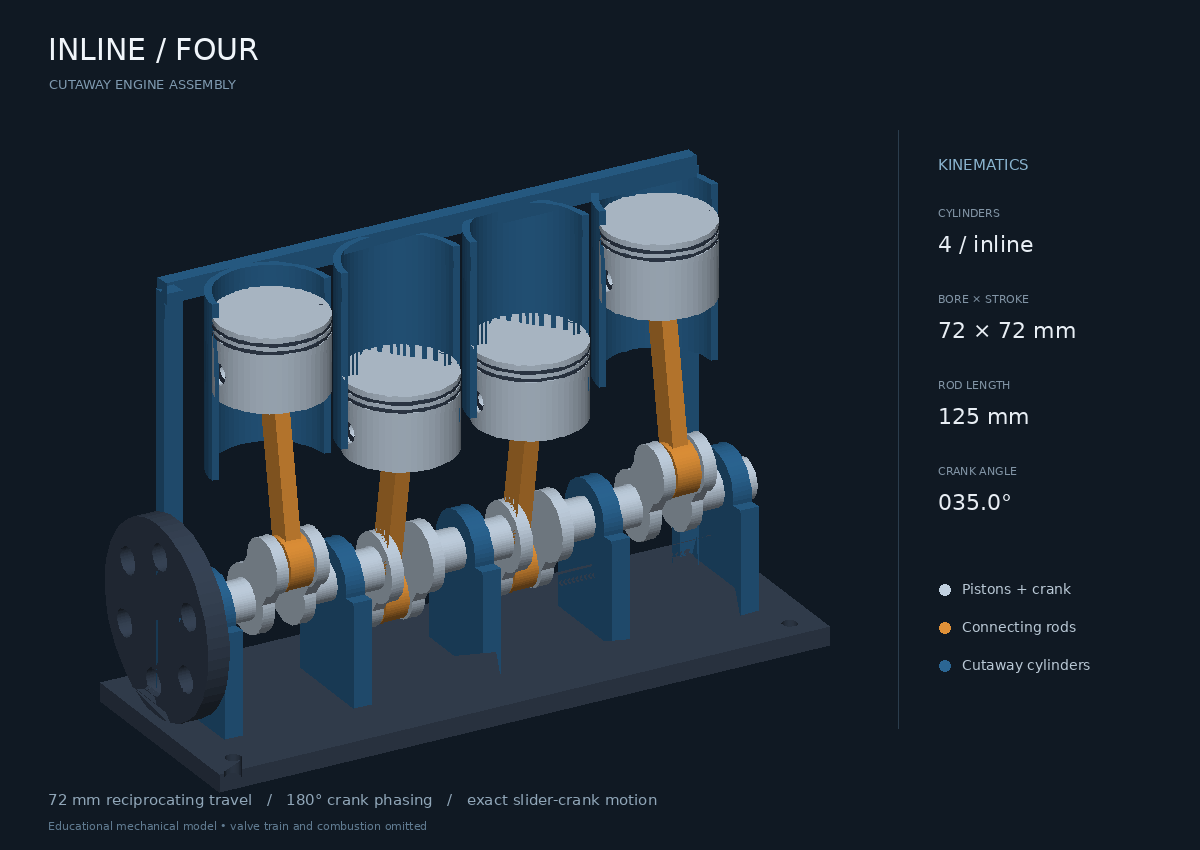 INLINE / FOUR
CUTAWAY ENGINE ASSEMBLY
KINEMATICS
CYLINDERS
4 / inline
BORE × STROKE
72 × 72 mm
ROD LENGTH
125 mm
CRANK ANGLE
035.0°
Pistons + crank
Connecting rods
Cutaway cylinders
72 mm reciprocating travel / 180° crank phasing / exact slider-crank motion
Educational mechanical model • valve train and combustion omitted